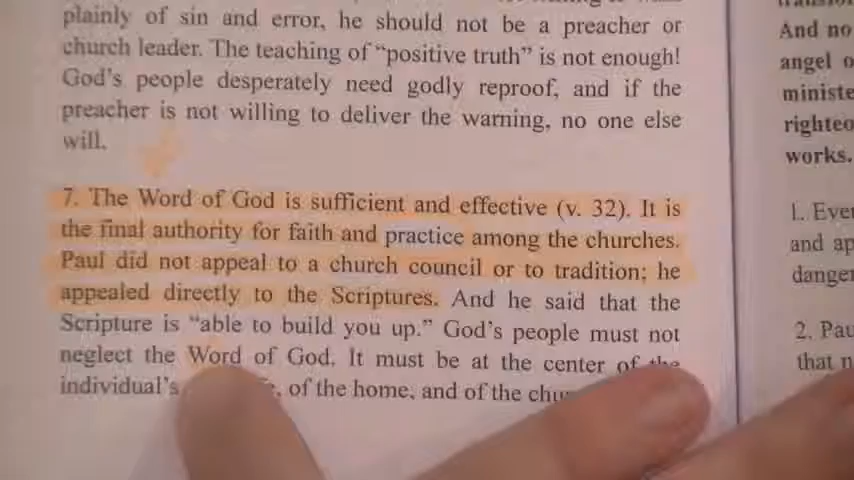 plainly of sin and error, he should not be a preacher or
church leader. The teaching of “positive truth” is not enough!
God’s people desperately need godly reproof, and if the
preacher is not willing to deliver the warning, no one else
will.
7. The Word of God is sufficient and effective (v. 32). It is
the final authority for faith and practice among the churches.
Paul did not appeal to a church council or to tradition; he
appealed directly to the Scriptures. And he said that the
Scripture is “able to build you up.” God’s people must not
neglect the Word of God. It must be at the center of the
individual’s of the home, and of the
And no
angel o
ministe
righteo
works.
1. Ever
and ap
danger
2. Pau
that n